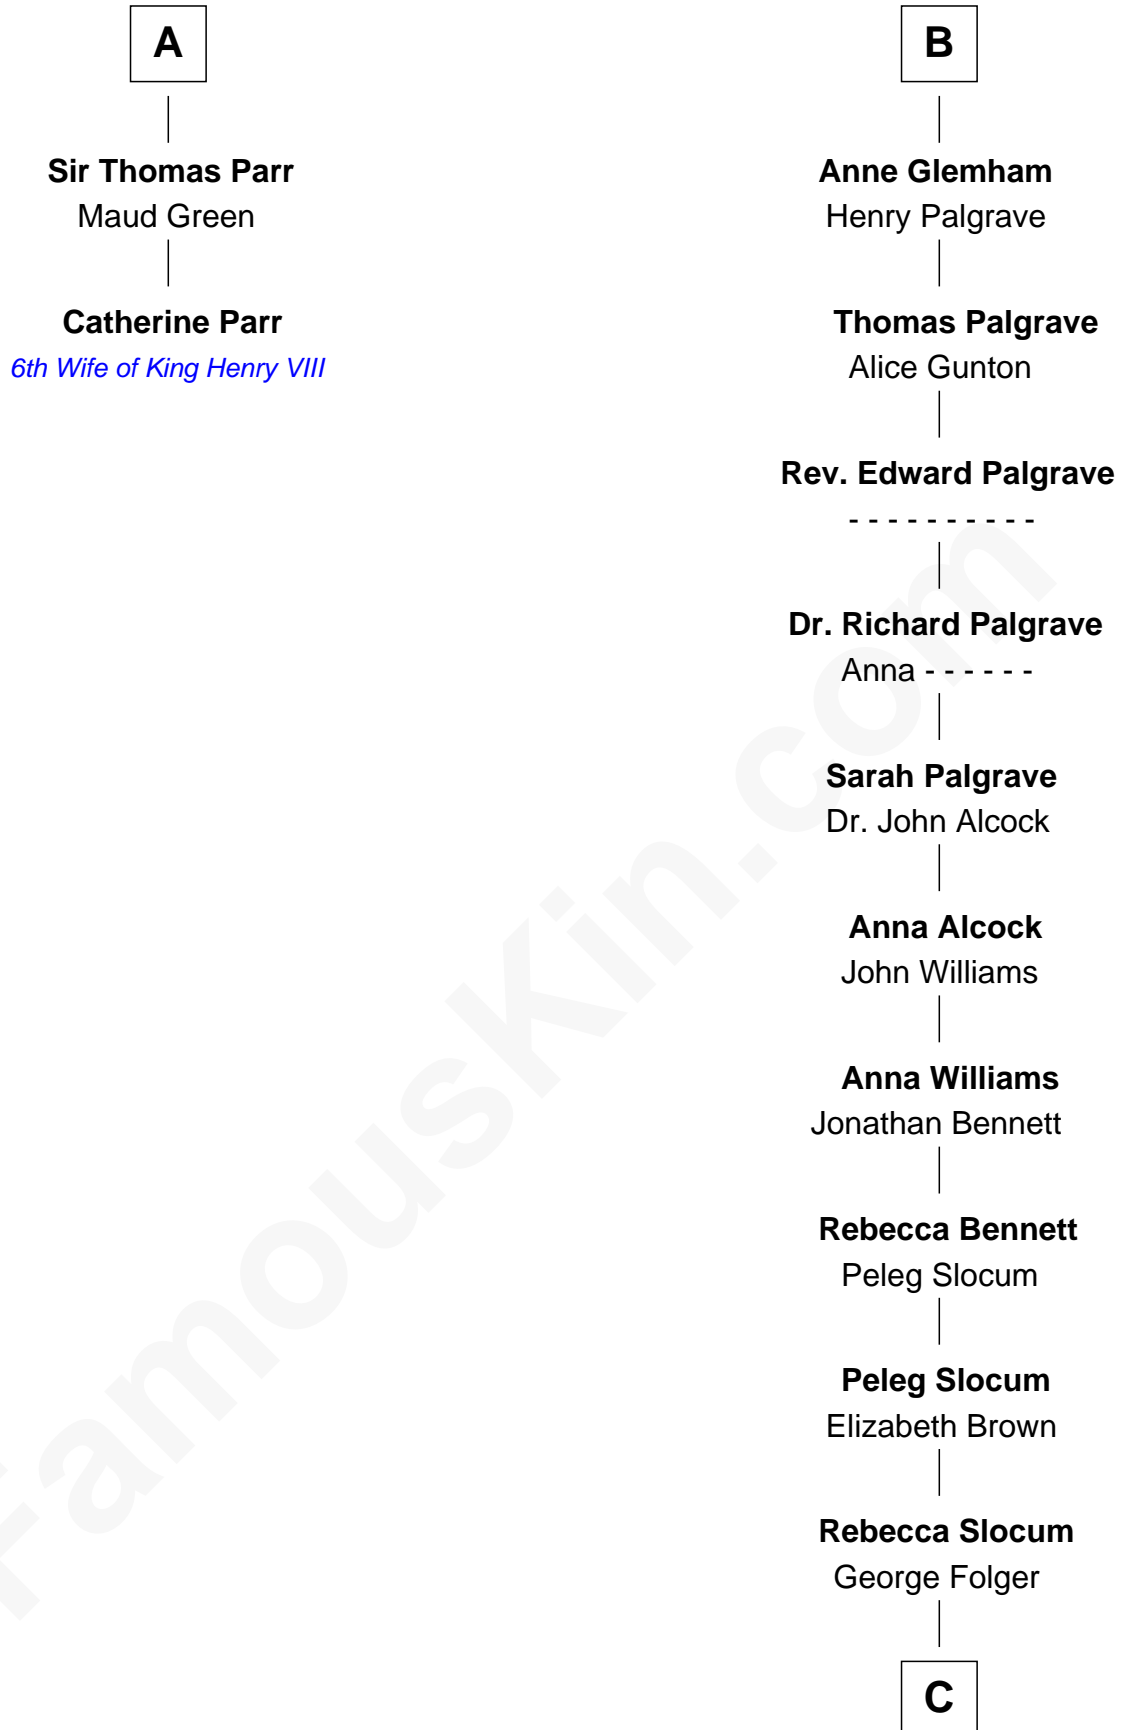 A
Sir Thomas Parr
Maud Green
Catherine Parr
6th Wife of King Henry VIII
B
Anne Glemham
Henry Palgrave
Thomas Palgrave
Alice Gunton
Rev. Edward Palgrave
- - - - - - - - - -
Dr. Richard Palgrave
Anna - - - - - -
Sarah Palgrave
Dr. John Alcock
Anna Alcock
John Williams
Anna Williams
Jonathan Bennett
Rebecca Bennett
Peleg Slocum
Peleg Slocum
Elizabeth Brown
Rebecca Slocum
George Folger
C
FamousKin.com